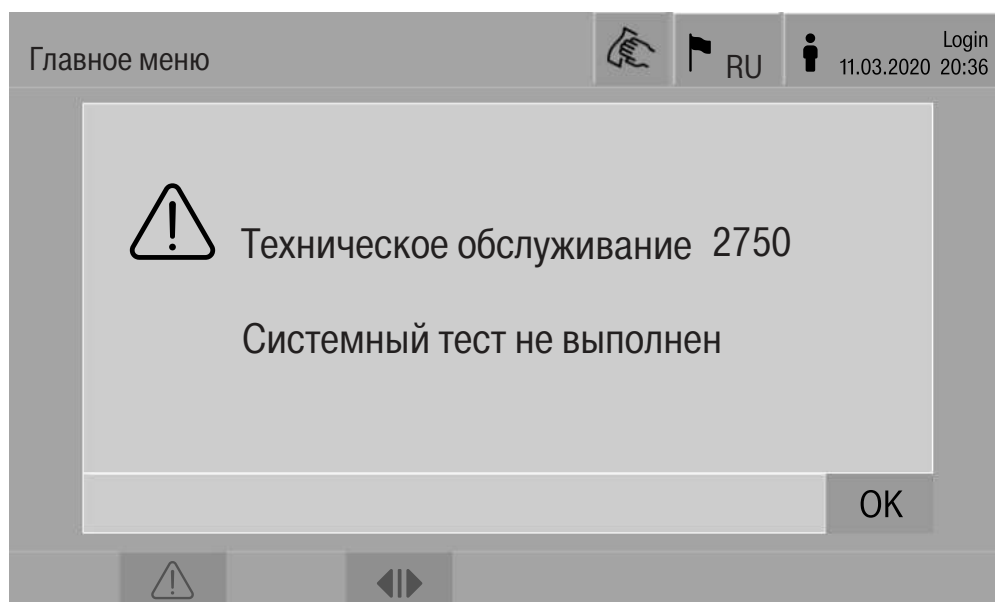 Главное меню
RU
Login
11.03.2020 20:36
Техническое обслуживание 2750
Системный тест не выполнен
OK